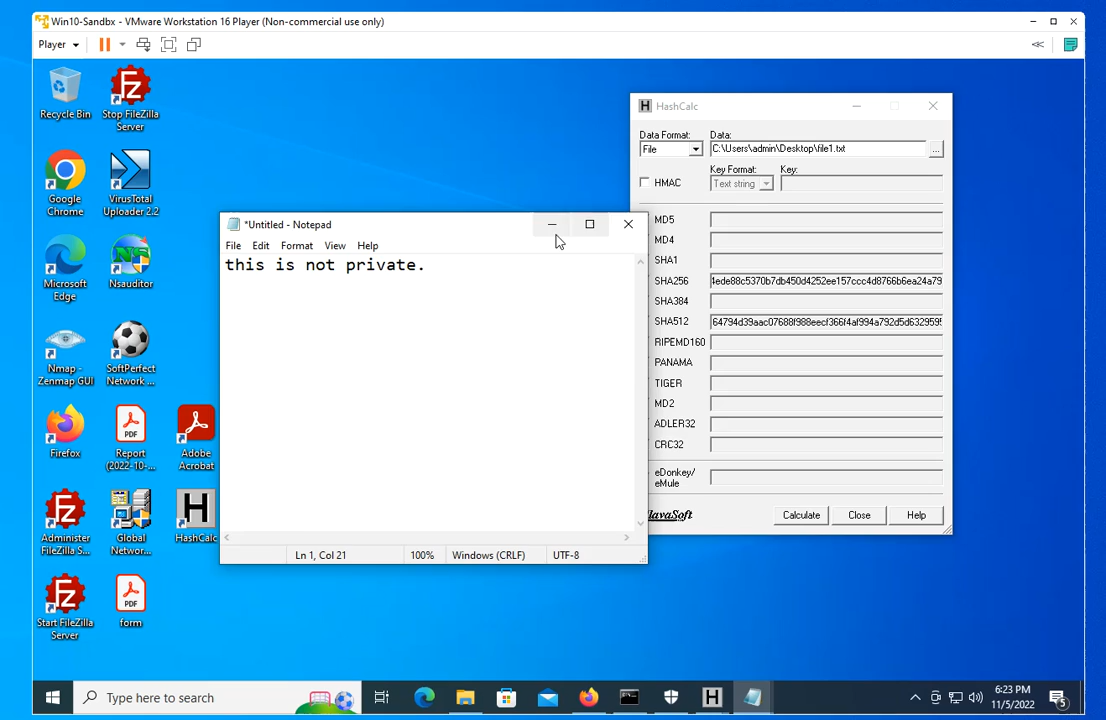 Win10-Sandbx - VMware Workstation 16 Player (Non-commercial use only)
Player
Recycle Bin
Stop FileZilla
Server
Google
Chrome
VirusTotal
Uploader 2.2
Microsoft
Edge
Nsauditor
Nmap -
Zenmap GUI
SoftPerfect
Network ...
Firefox
PDF
Report
(2022-10-...
Adobe
Acrobat
Administer
FileZilla S...
Global
Networ...
HashCalc
Start FileZilla
Server
PDF
form
*Untitled - Notepad
File Edit Format View Help
this is not private.
Ln 1, Col 21 100% Windows (CRLF) UTF-8
H HashCalc
Data Format: Data:
File C:\Users\admin\Desktop\file1.txt ...
HMAC Key Format: Key:
Text string
MD5
MD4
SHA1
SHA256 4ede88c5370b7db450d4252ee157ccc4d8766b6ea24a79
SHA384
SHA512 64794d39aac07688f988eecf366f4af994a792d5d6329595
RIPEMD160
PANAMA
TIGER
MD2
ADLER32
CRC32
eDonkey/
eMule
Calculate Close Help
Type here to search
6:23 PM
11/5/2022
5